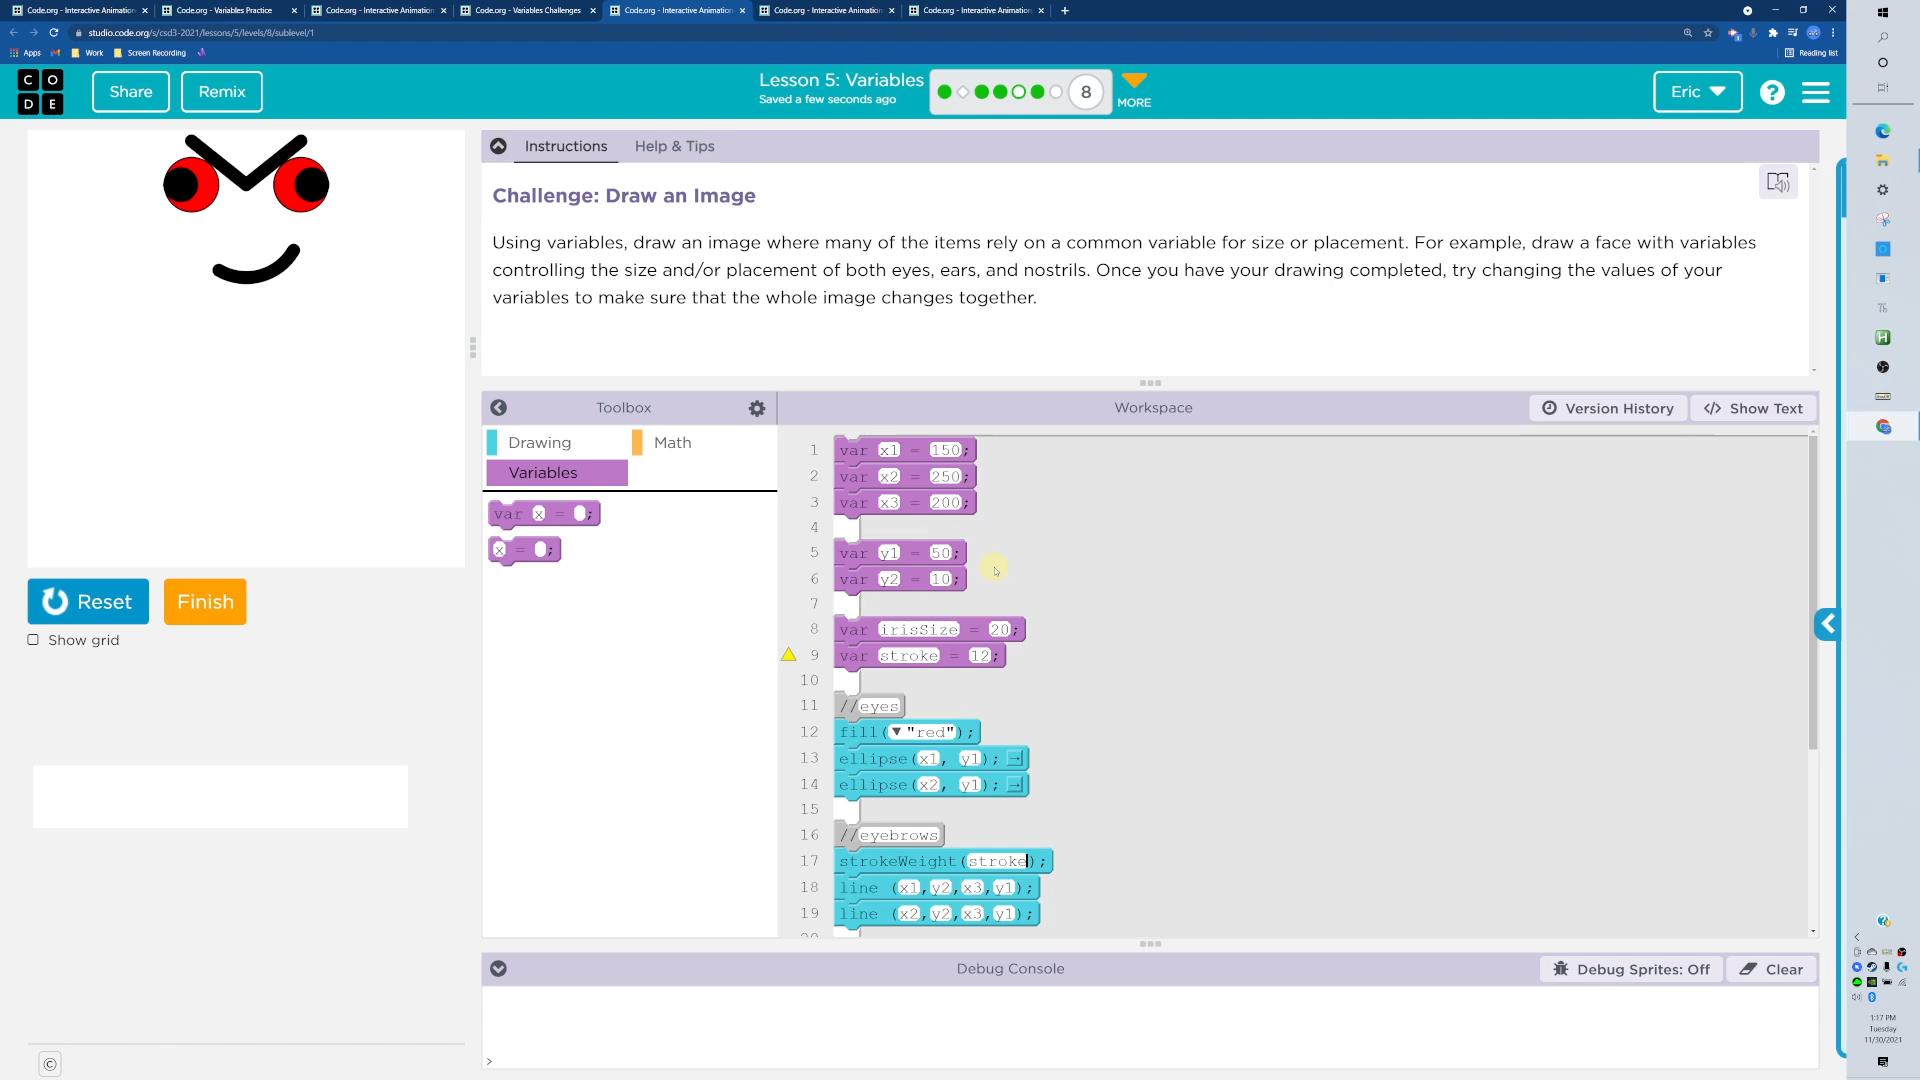 Code.org - Interactive Animation
Code.org - Variables Practice
Code.org - Interactive Animation
Code.org - Variables Challenges
Code.org - Interactive Animation
Code.org - Interactive Animation
Code.org - Interactive Animation
studio.code.org/s/csd3-2021/lessons/5/levels/8/sublevel/1
Apps
Work
Screen Recording
Reading list
C O
D E
Share
Remix
Lesson 5: Variables
Saved a few seconds ago
8
MORE
Eric
Instructions
Help & Tips
Challenge: Draw an Image
Using variables, draw an image where many of the items rely on a common variable for size or placement. For example, draw a face with variables
controlling the size and/or placement of both eyes, ears, and nostrils. Once you have your drawing completed, try changing the values of your
variables to make sure that the whole image changes together.
Toolbox
Workspace
Version History
</> Show Text
Drawing
Math
Variables
var x = ;
x = ;
1 var x1 = 150;
2 var x2 = 250;
3 var x3 = 200;
4
5 var y1 = 50;
6 var y2 = 10;
7
8 var irisSize = 20;
9 var stroke = 12;
10
11 //eyes
12 fill( "red");
13 ellipse(x1, y1);
14 ellipse(x2, y1);
15
16 //eyebrows
17 strokeWeight(stroke);
18 line (x1,y2,x3,y1);
19 line (x2,y2,x3,y1);
Reset
Finish
Show grid
Debug Console
Debug Sprites: Off
Clear
>
©
1:17 PM
Tuesday
11/30/2021